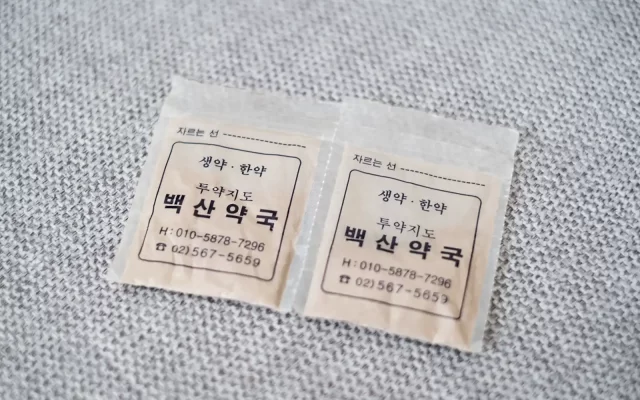 자르는 선
생약 · 한약
투약지도
백산약국
H : 010-5878-7296
☎ 02) 567-5659
자르는 선
생약 · 한약
투약지도
백산약국
H : 010-5878-7296
☎ 02) 567-5659